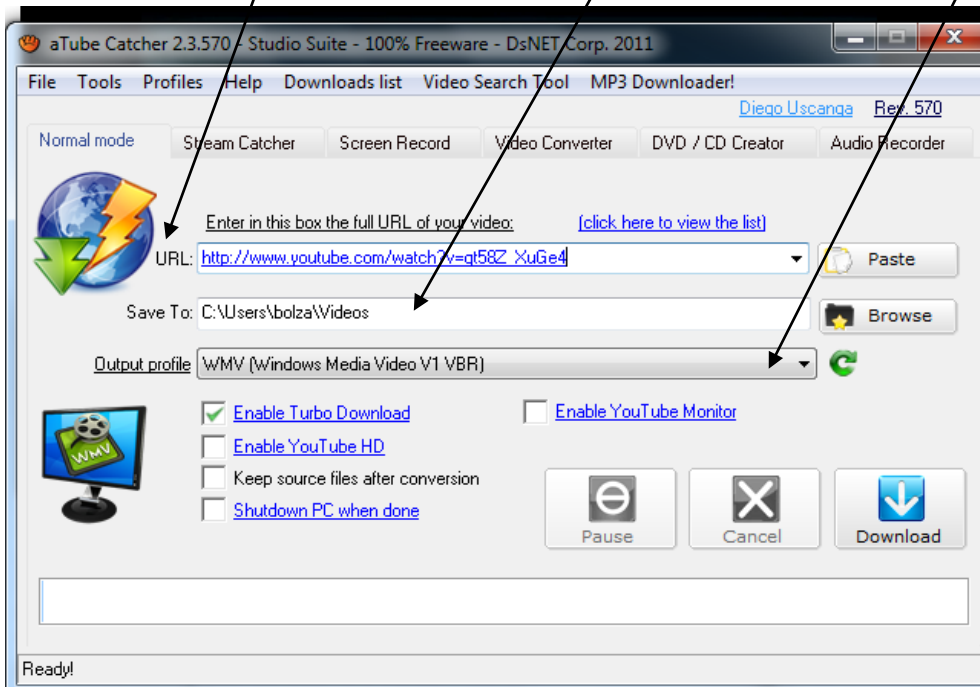 aTube Catcher 2.3.570 - Studio Suite - 100% Freeware - DsNET Corp. 2011
File Tools Profiles Help Downloads list Video Search Tool MP3 Downloader!
Diego Uscanga Rev. 570
Normal mode Stream Catcher Screen Record Video Converter DVD / CD Creator Audio Recorder
Enter in this box the full URL of your video: (click here to view the list)
URL: http://www.youtube.com/watch?v=qt58Z_XuGe4 Paste
Save To: C:\Users\bolza\Videos Browse
Output profile WMV (Windows Media Video V1 VBR)
Enable Turbo Download Enable YouTube Monitor
WMV
Enable YouTube HD
Keep source files after conversion
Shutdown PC when done
Pause Cancel Download
Ready!